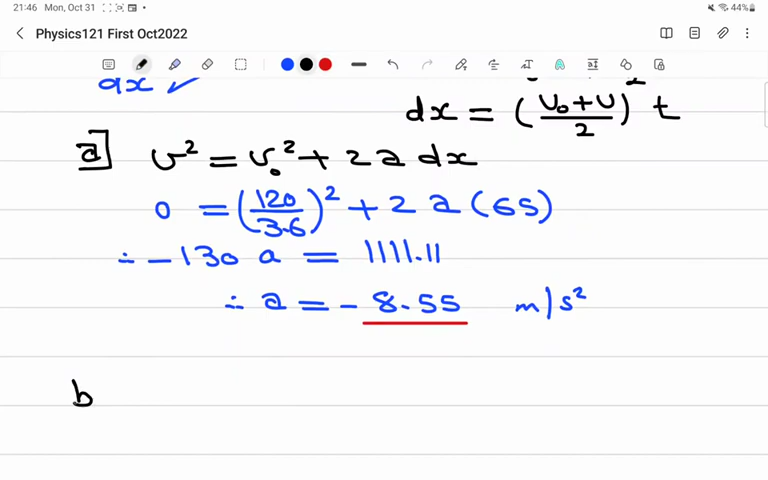 21:46 Mon, Oct 31 44%
Physics121 First Oct2022
dx ✓
dx = (v₀+v/2) t
a] v² = v₀² + 2 a dx
0 = (120/3.6)² + 2 a (65)
∴ -130 a = 1111.11
∴ a = - 8.55 m/s²
b